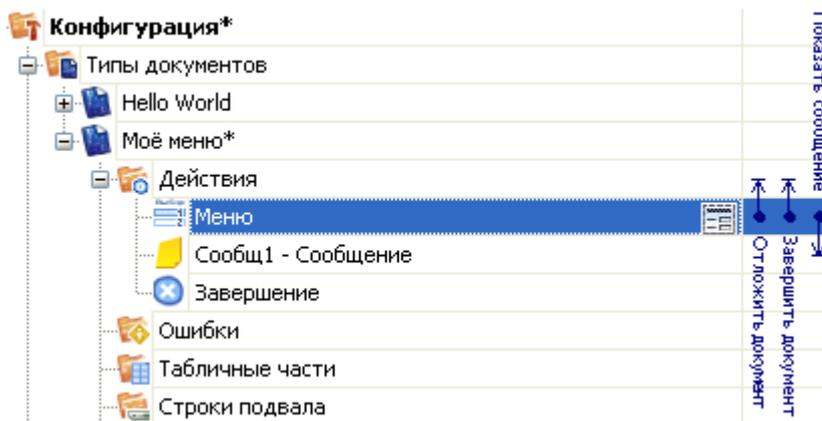 Конфигурация*
Типы документов
Hello World
Моё меню*
Действия
Меню
Сообщ1 - Сообщение
Завершение
Ошибки
Табличные части
Строки подвала
Отложить документ
Завершить документ
Показать сообщение